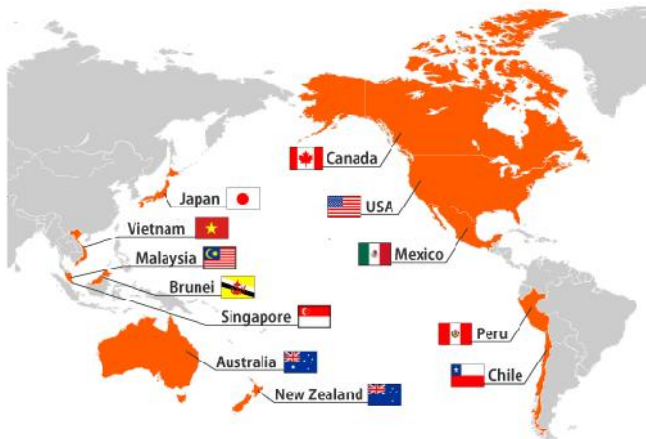 Canada
Japan
USA
Vietnam
Mexico
Malaysia
Brunei
Singapore
Peru
Australia
Chile
New Zealand